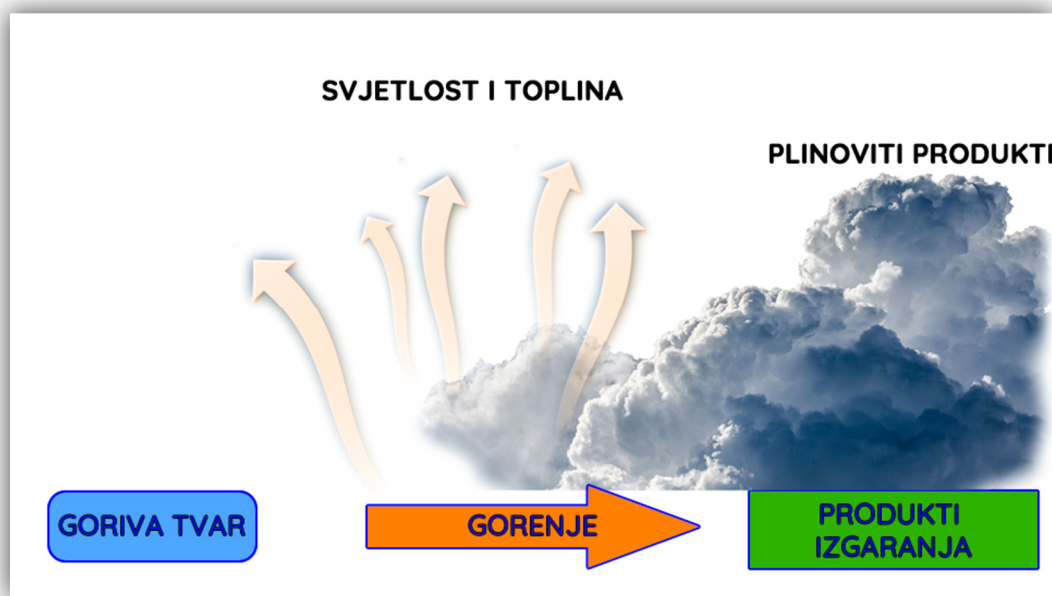 SVJETLOST I TOPLINA
PLINOVITI PRODUKTI
GORIVA TVAR
GORENJE
PRODUKTI
IZGARANJA